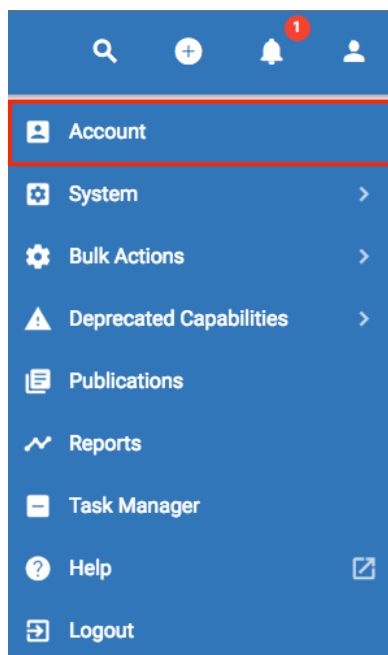 1
Account
System
Bulk Actions
Deprecated Capabilities
Publications
Reports
Task Manager
Help
Logout